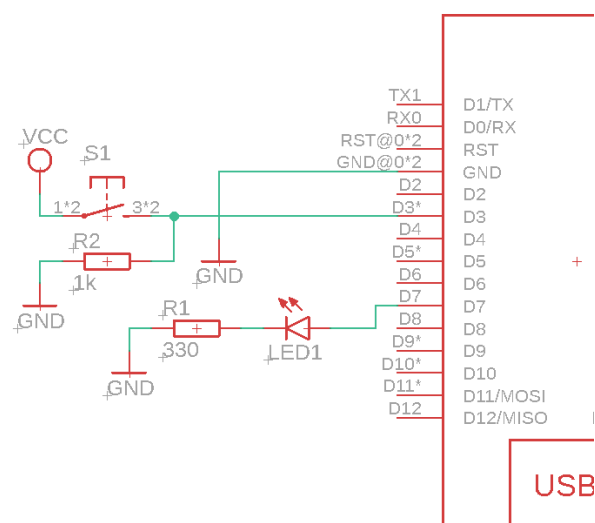 VCC
S1
1*2
3*2
R2
1k
GND
GND
R1
330
GND
LED1
TX1
RX0
RST@0*2
GND@0*2
D2
D3*
D4
D5*
D6
D7
D8
D9*
D10*
D11*
D12
D1/TX
D0/RX
RST
GND
D2
D3
D4
D5
D6
D7
D8
D9
D10
D11/MOSI
D12/MISO
USB